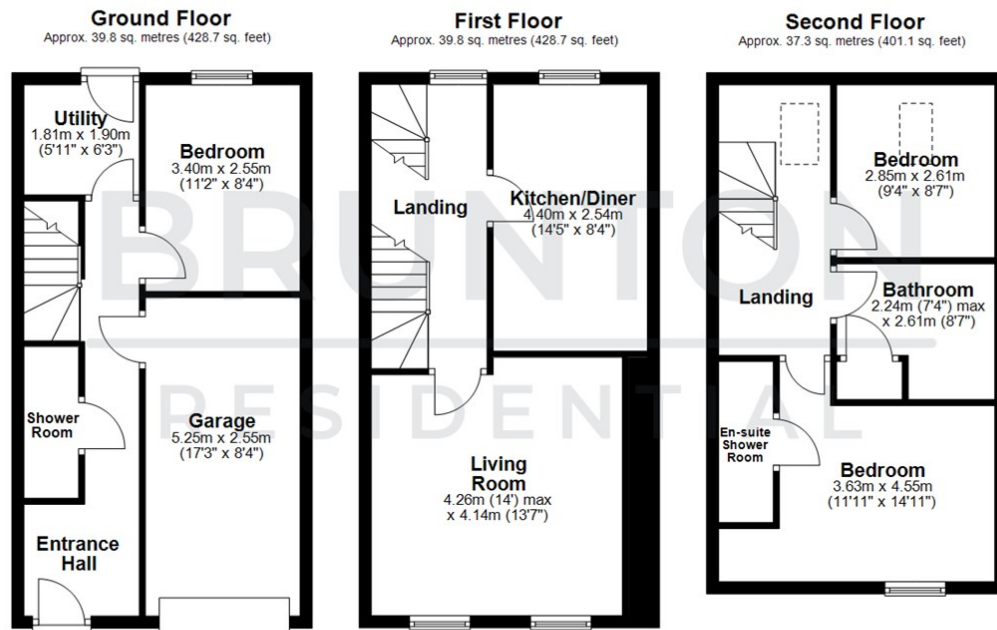 Ground Floor
Approx. 39.8 sq. metres (428.7 sq. feet)
Utility
1.81m x 1.90m
(5'11" x 6'3")
Bedroom
3.40m x 2.55m
(11'2" x 8'4")
Shower
Room
Garage
5.25m x 2.55m
(17'3" x 8'4")
Entrance
Hall
First Floor
Approx. 39.8 sq. metres (428.7 sq. feet)
Landing
Kitchen/Diner
4.40m x 2.54m
(14'5" x 8'4")
Living
Room
4.26m (14') max
x 4.14m (13'7")
Second Floor
Approx. 37.3 sq. metres (401.1 sq. feet)
Bedroom
2.85m x 2.61m
(9'4" x 8'7")
Landing
Bathroom
2.24m (7'4") max
x 2.61m (8'7")
En-suite
Shower
Room
Bedroom
3.63m x 4.55m
(11'11" x 14'11")
BRUNTON
RESIDENTIAL